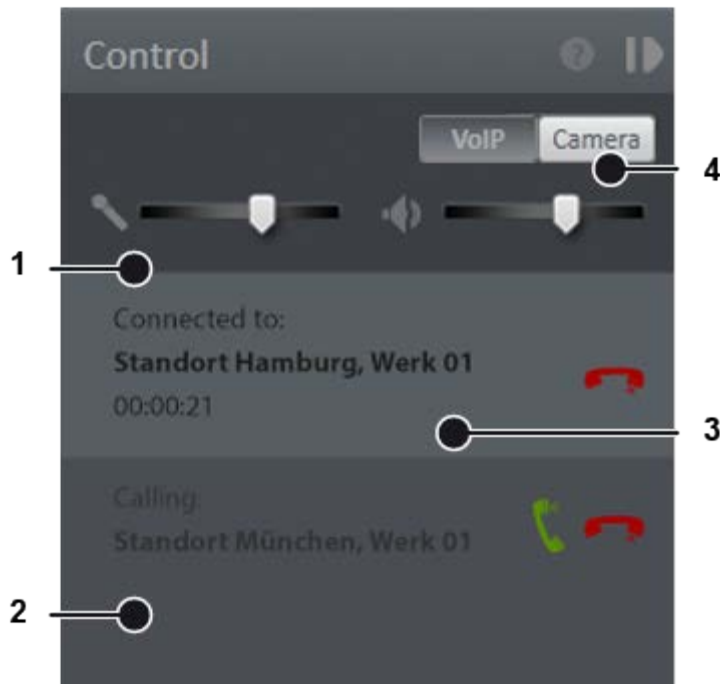 Control
?
VoIP Camera
4
1
Connected to:
Standort Hamburg, Werk 01
00:00:21
3
Calling
Standort München, Werk 01
2